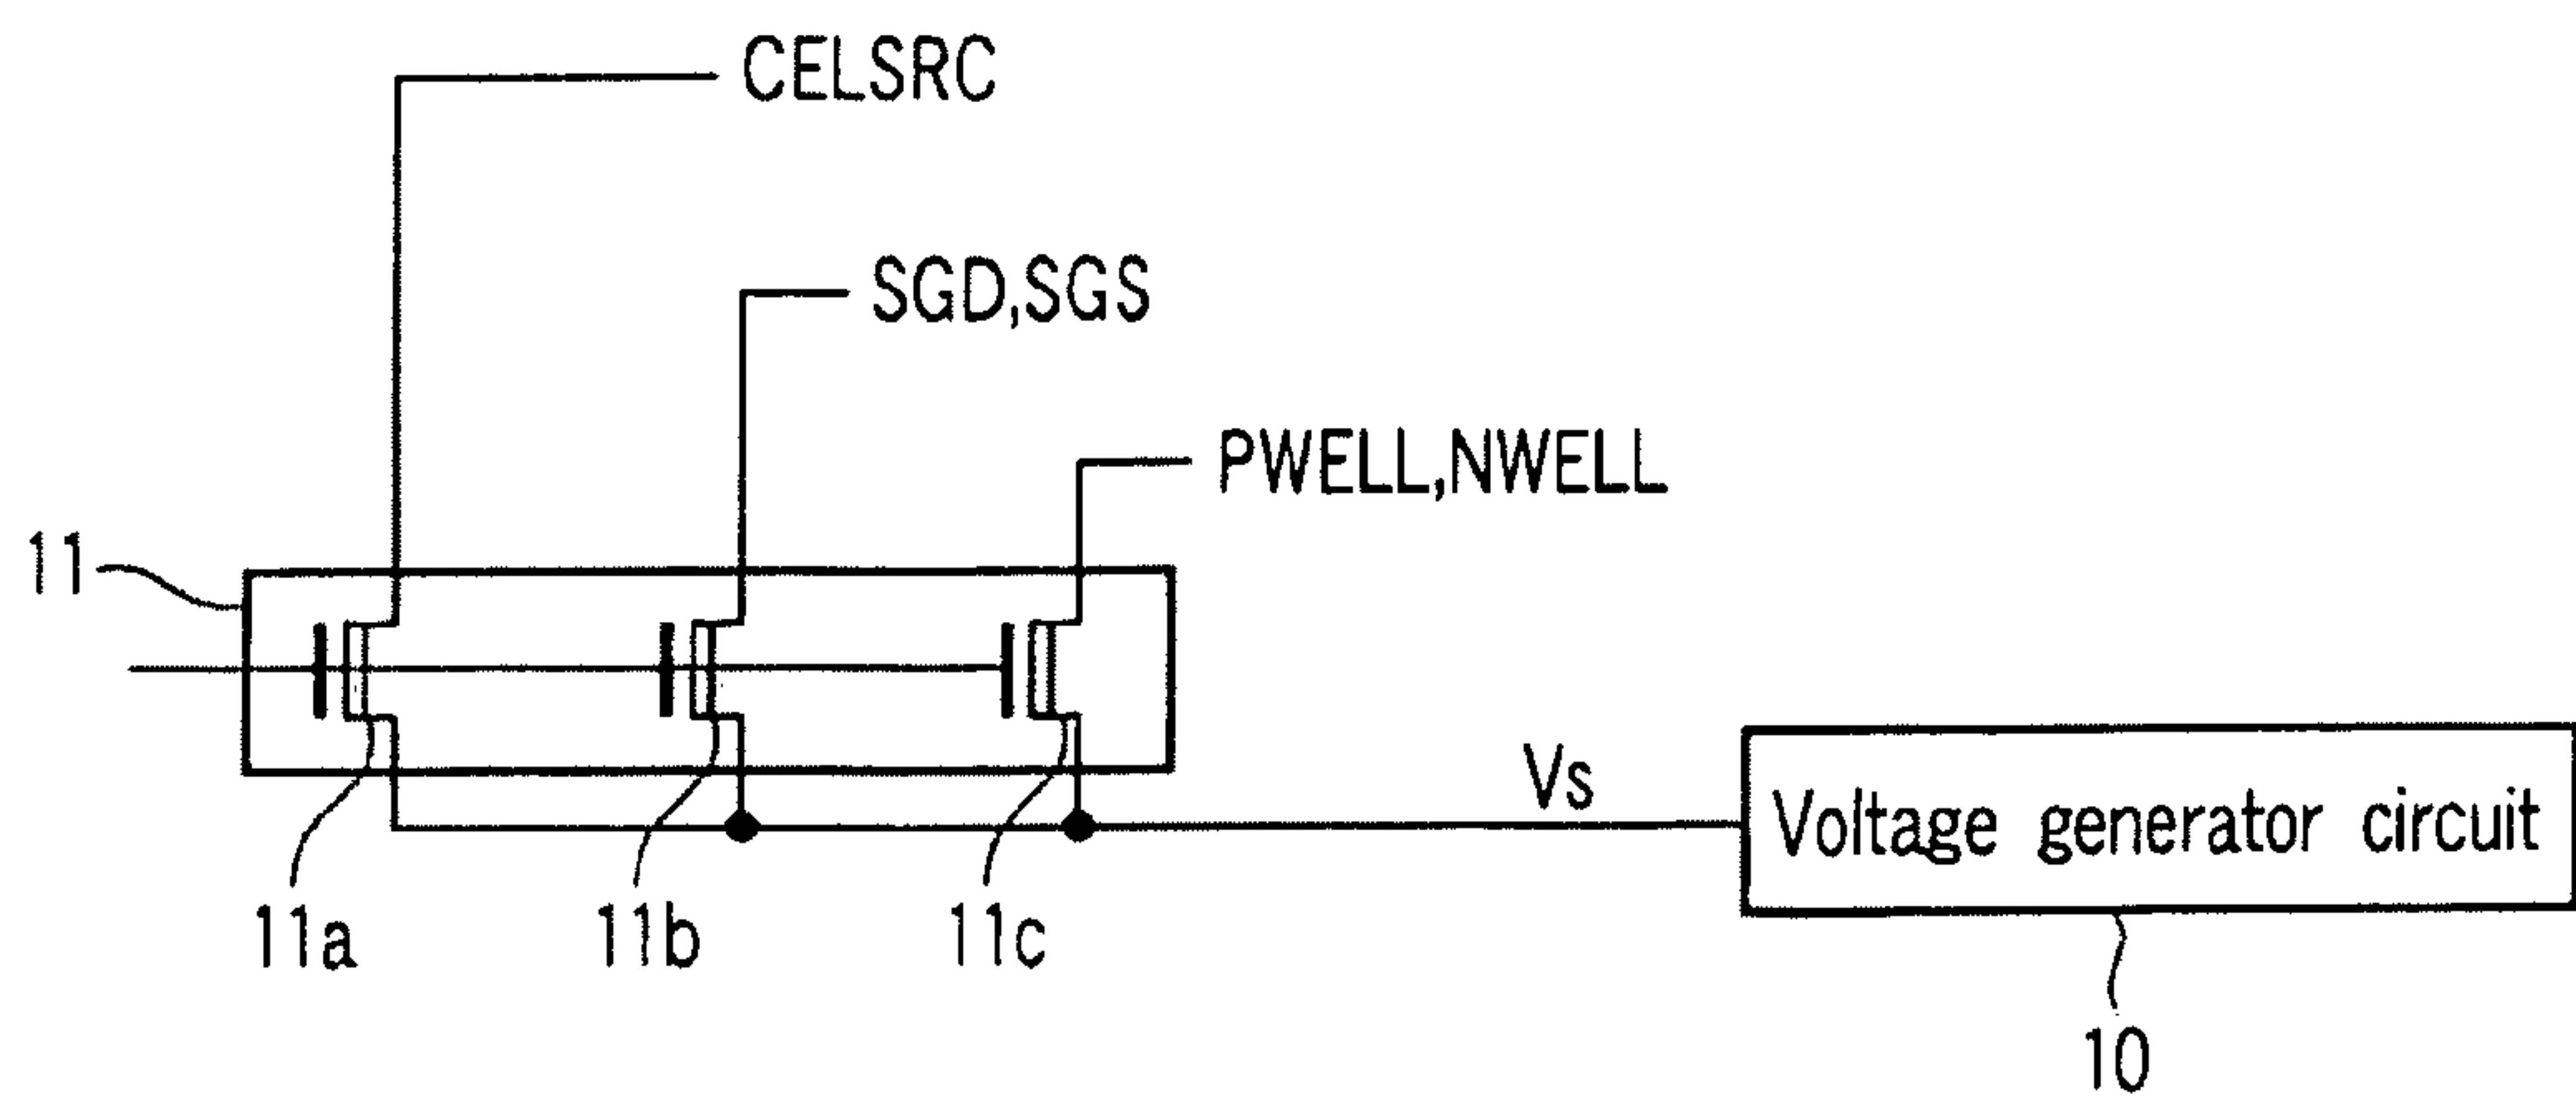 CELSRC
SGD,SGS
PWELL,NWELL
11
Vs
Voltage generator circuit
11a
11b
11c
10